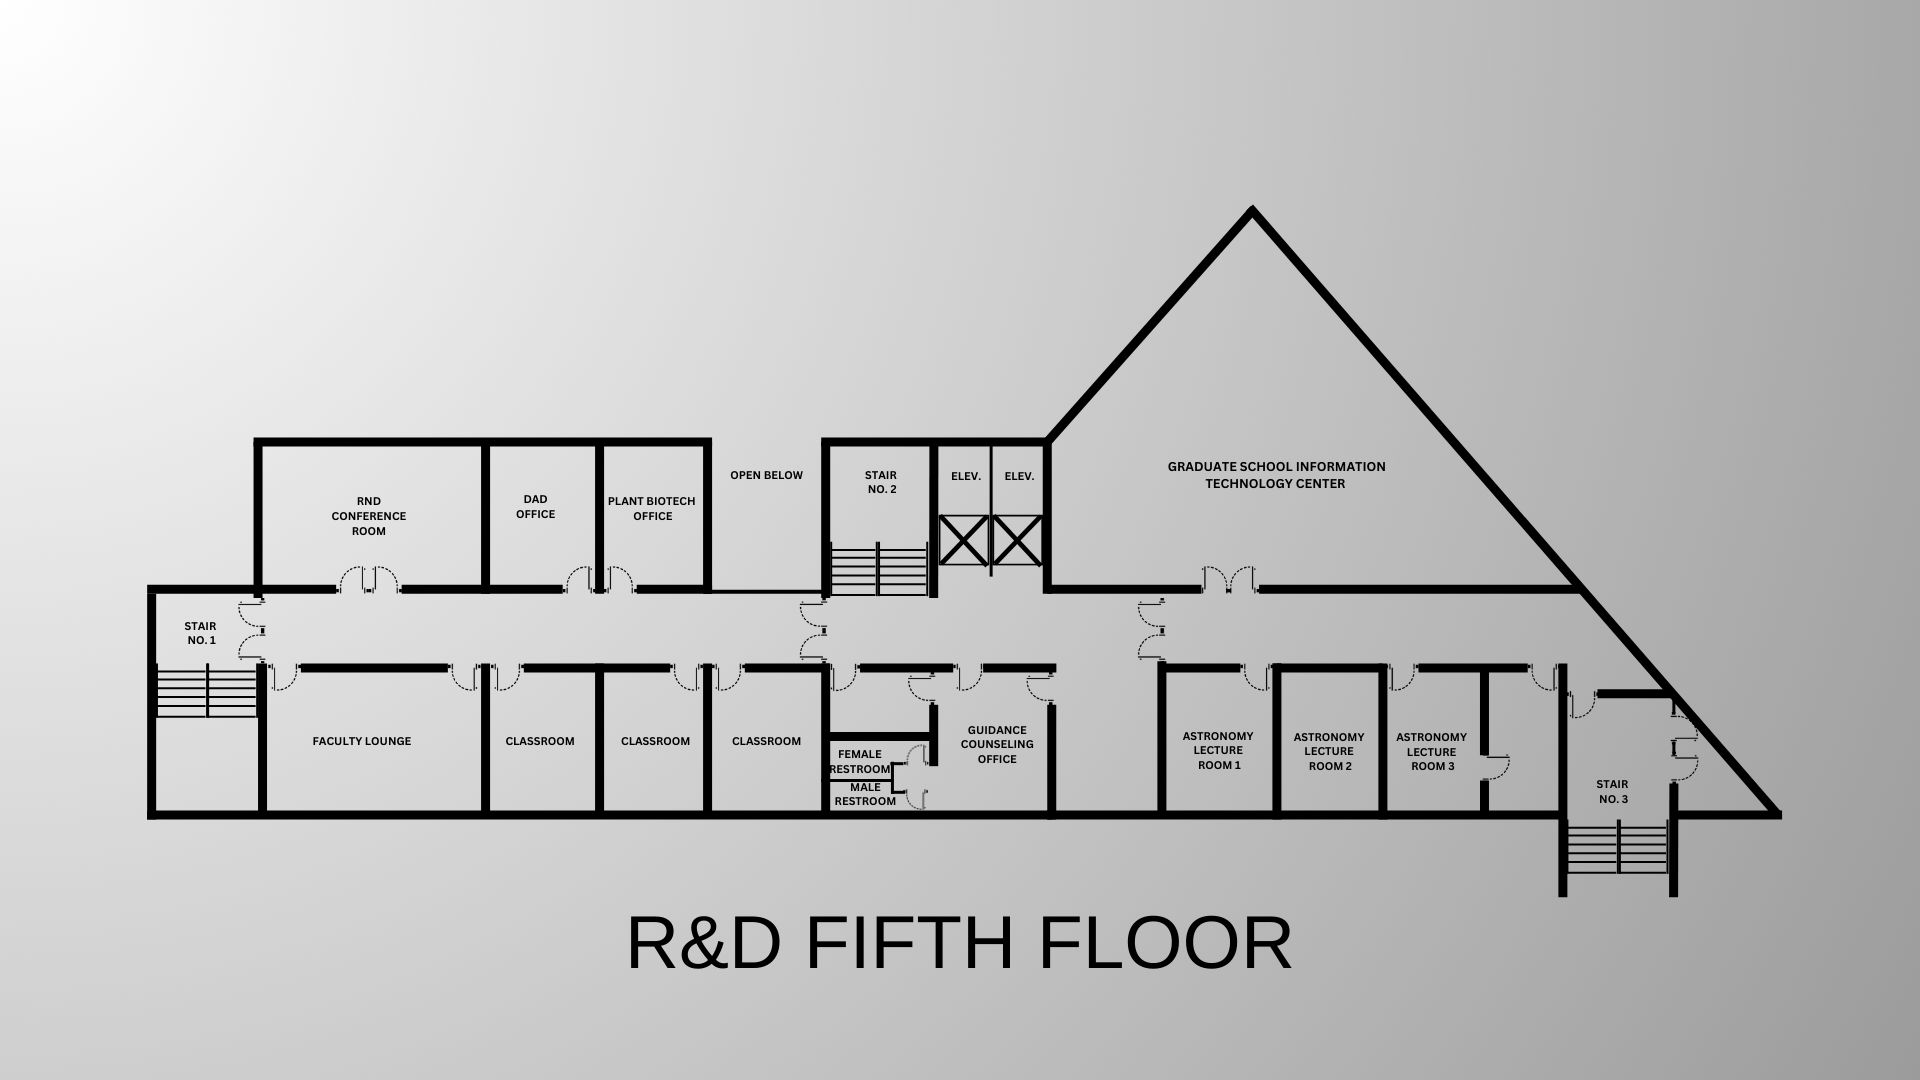 GRADUATE SCHOOL INFORMATION
TECHNOLOGY CENTER
OPEN BELOW
STAIR
NO. 2
ELEV.
ELEV.
RND
CONFERENCE
ROOM
DAD
OFFICE
PLANT BIOTECH
OFFICE
STAIR
NO. 1
FACULTY LOUNGE
CLASSROOM
CLASSROOM
CLASSROOM
FEMALE
RESTROOM
MALE
RESTROOM
GUIDANCE
COUNSELING
OFFICE
ASTRONOMY
LECTURE
ROOM 1
ASTRONOMY
LECTURE
ROOM 2
ASTRONOMY
LECTURE
ROOM 3
STAIR
NO. 3
R&D FIFTH FLOOR